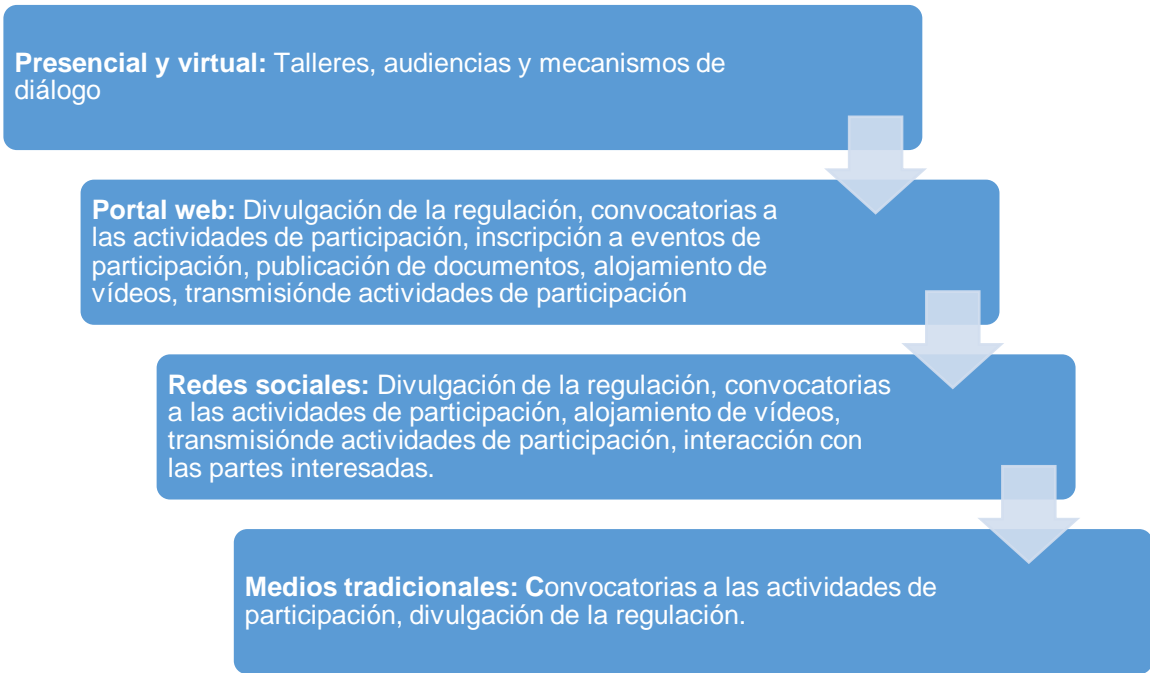 Presencial y virtual: Talleres, audiencias y mecanismos de
diálogo
Portal web: Divulgación de la regulación, convocatorias a
las actividades de participación, inscripción a eventos de
participación, publicación de documentos, alojamiento de
vídeos, transmisiónde actividades de participación
Redes sociales: Divulgación de la regulación, convocatorias
a las actividades de participación, alojamiento de vídeos,
transmisiónde actividades de participación, interacción con
las partes interesadas.
Medios tradicionales: Convocatorias a las actividades de
participación, divulgación de la regulación.